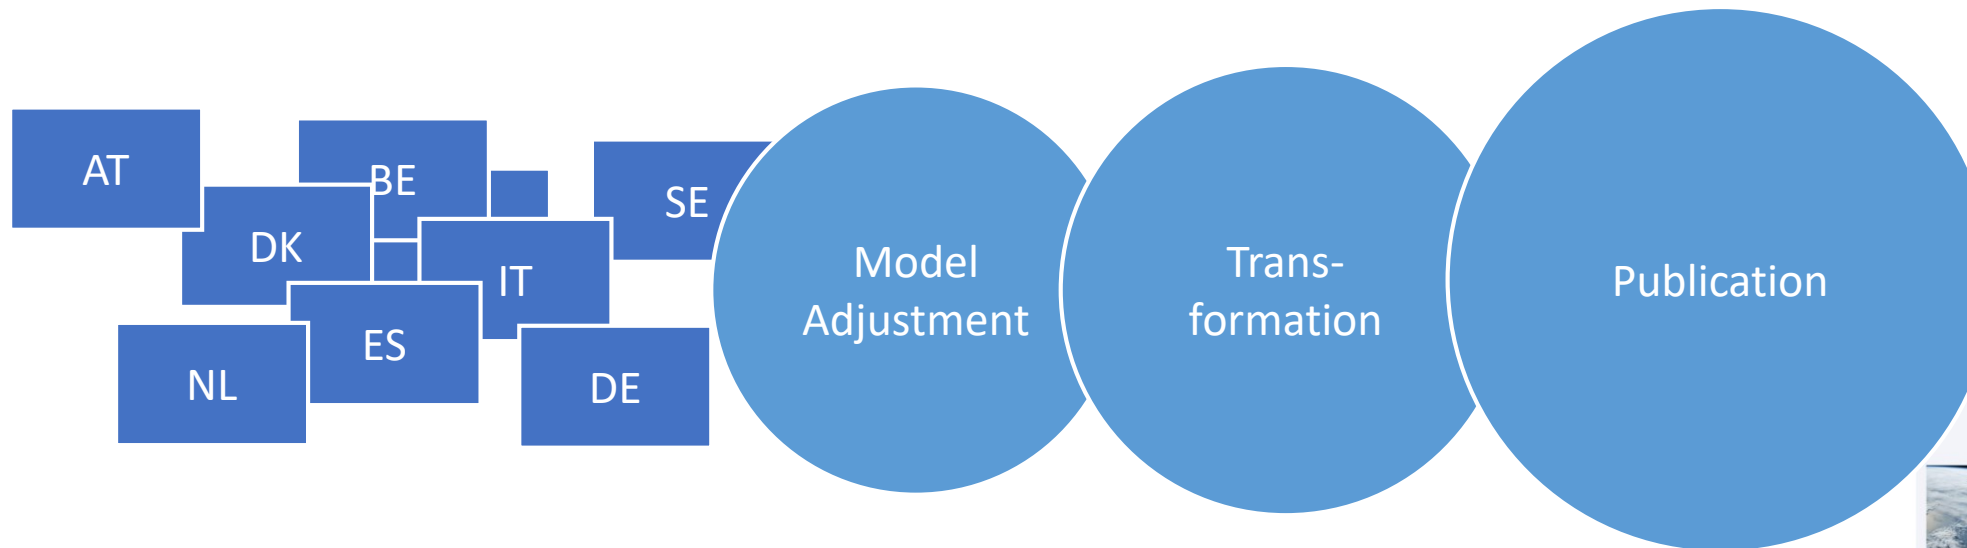 AT
BE
SE
DK
IT
ES
NL
DE
Model
Adjustment
Trans-
formation
Publication